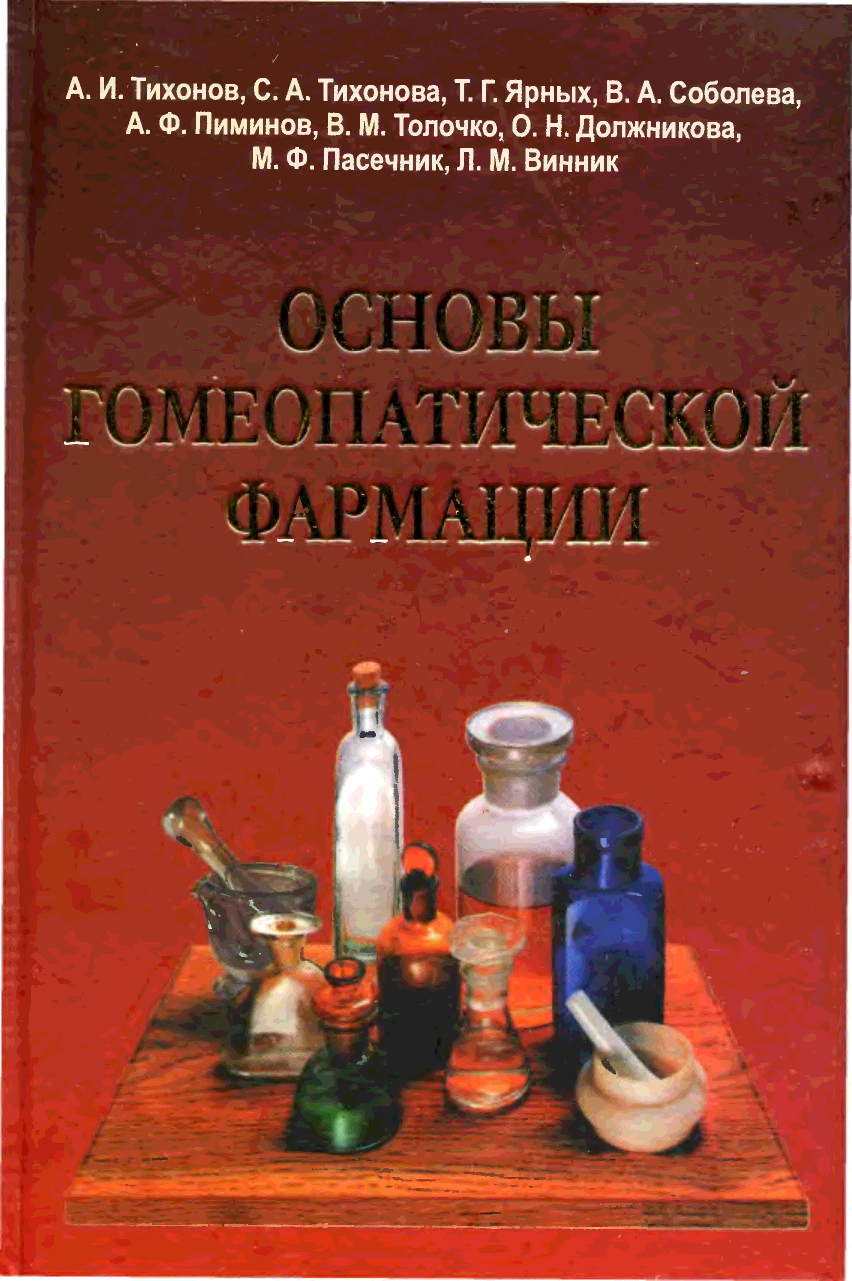 А. И. Тихонов, С. А. Тихонова, Т. Г. Ярных, В. А. Соболева,
А. Ф. Пиминов, В. М. Толочко, О. Н. Должникова,
М. Ф. Пасечник, Л. М. Винник
ОСНОВЫ
ГОМЕОПАТИЧЕСКОЙ
ФАРМАЦИИ